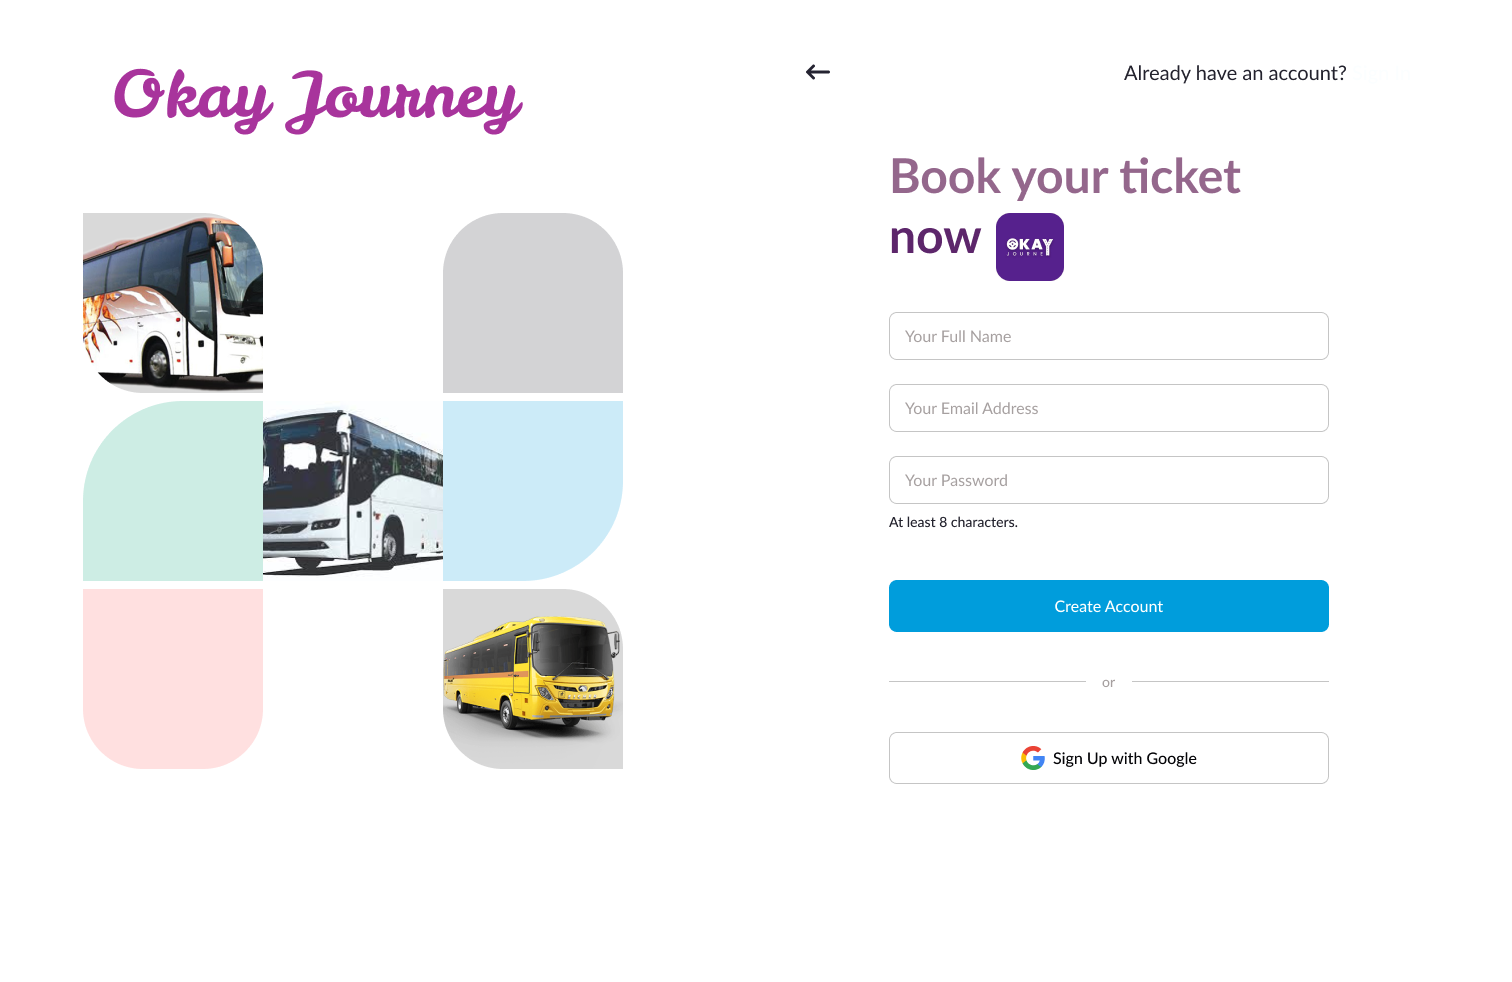 Okay Journey
Already have an account?
Book your ticket
now
OKAY
JOURNEY
Your Full Name
Your Email Address
Your Password
At least 8 characters.
Create Account
or
Sign Up with Google